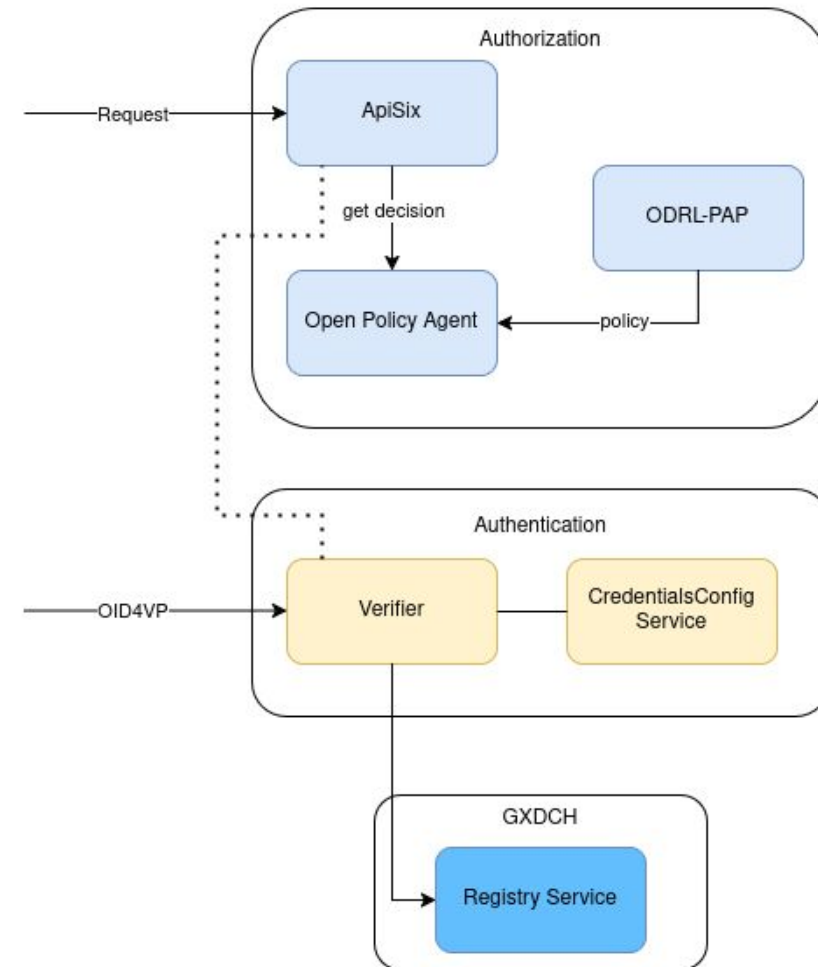 Authorization
ApiSix
Request
get decision
ODRL-PAP
Open Policy Agent
policy
Authentication
Verifier
CredentialsConfig
Service
OID4VP
GXDCH
Registry Service